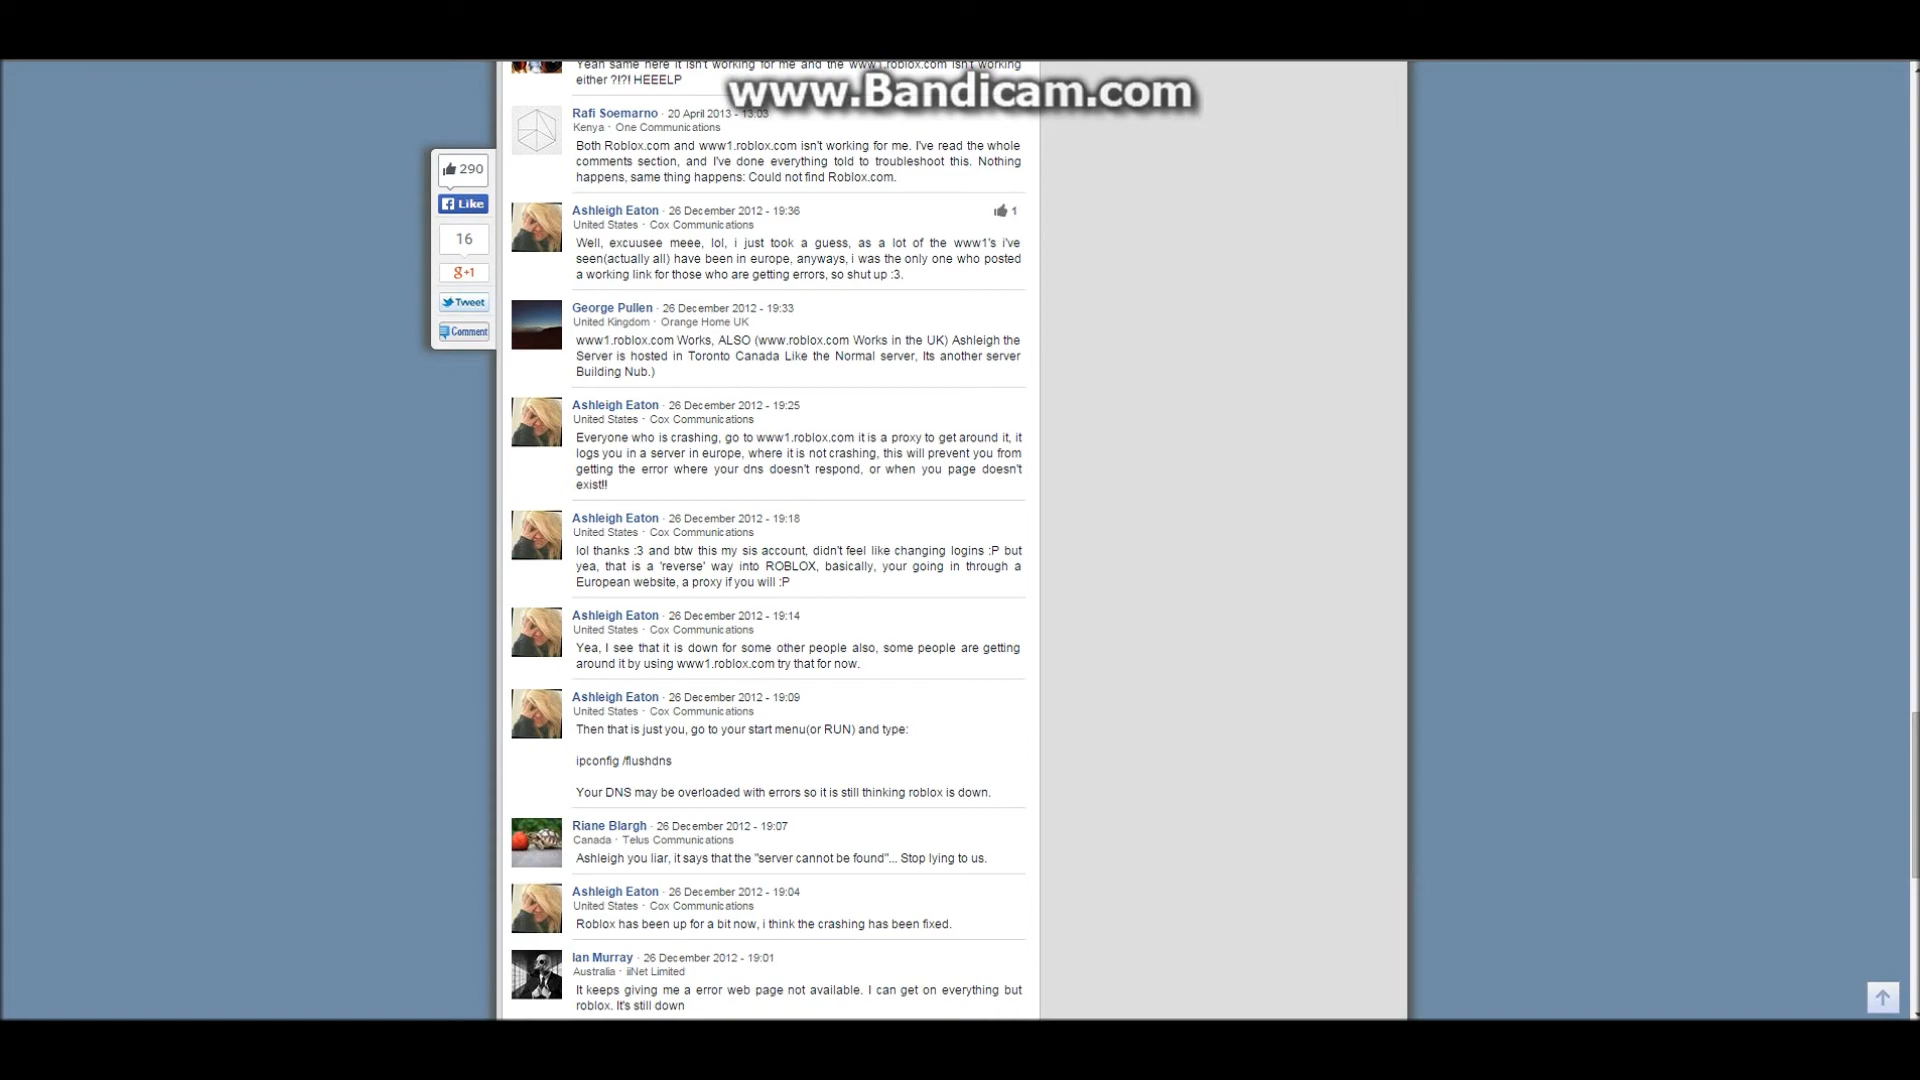 Yeah same here it isn't working for me and the www1.roblox.com isn't working
either ?!?! HEEELP
www.Bandicam.com
Rafi Soemarno · 20 April 2013 - 13:03
Kenya · One Communications
Both Roblox.com and www1.roblox.com isn't working for me. I've read the whole
comments section, and I've done everything told to troubleshoot this. Nothing
happens, same thing happens: Could not find Roblox.com.
290
Like
16
g+1
Tweet
Comment
Ashleigh Eaton · 26 December 2012 - 19:36
1
United States · Cox Communications
Well, excuusee meee, lol, i just took a guess, as a lot of the www1's i've
seen(actually all) have been in europe, anyways, i was the only one who posted
a working link for those who are getting errors, so shut up :3.
George Pullen · 26 December 2012 - 19:33
United Kingdom · Orange Home UK
www1.roblox.com Works, ALSO (www.roblox.com Works in the UK) Ashleigh the
Server is hosted in Toronto Canada Like the Normal server, Its another server
Building Nub.)
Ashleigh Eaton · 26 December 2012 - 19:25
United States · Cox Communications
Everyone who is crashing, go to www1.roblox.com it is a proxy to get around it, it
logs you in a server in europe, where it is not crashing, this will prevent you from
getting the error where your dns doesn't respond, or when you page doesn't
exist!!
Ashleigh Eaton · 26 December 2012 - 19:18
United States · Cox Communications
lol thanks :3 and btw this my sis account, didn't feel like changing logins :P but
yea, that is a 'reverse' way into ROBLOX, basically, your going in through a
European website, a proxy if you will :P
Ashleigh Eaton · 26 December 2012 - 19:14
United States · Cox Communications
Yea, I see that it is down for some other people also, some people are getting
around it by using www1.roblox.com try that for now.
Ashleigh Eaton · 26 December 2012 - 19:09
United States · Cox Communications
Then that is just you, go to your start menu(or RUN) and type:
ipconfig /flushdns
Your DNS may be overloaded with errors so it is still thinking roblox is down.
Riane Blargh · 26 December 2012 - 19:07
Canada · Telus Communications
Ashleigh you liar, it says that the "server cannot be found"... Stop lying to us.
Ashleigh Eaton · 26 December 2012 - 19:04
United States · Cox Communications
Roblox has been up for a bit now, i think the crashing has been fixed.
Ian Murray · 26 December 2012 - 19:01
Australia · iiNet Limited
It keeps giving me a error web page not available. I can get on everything but
roblox. It's still down